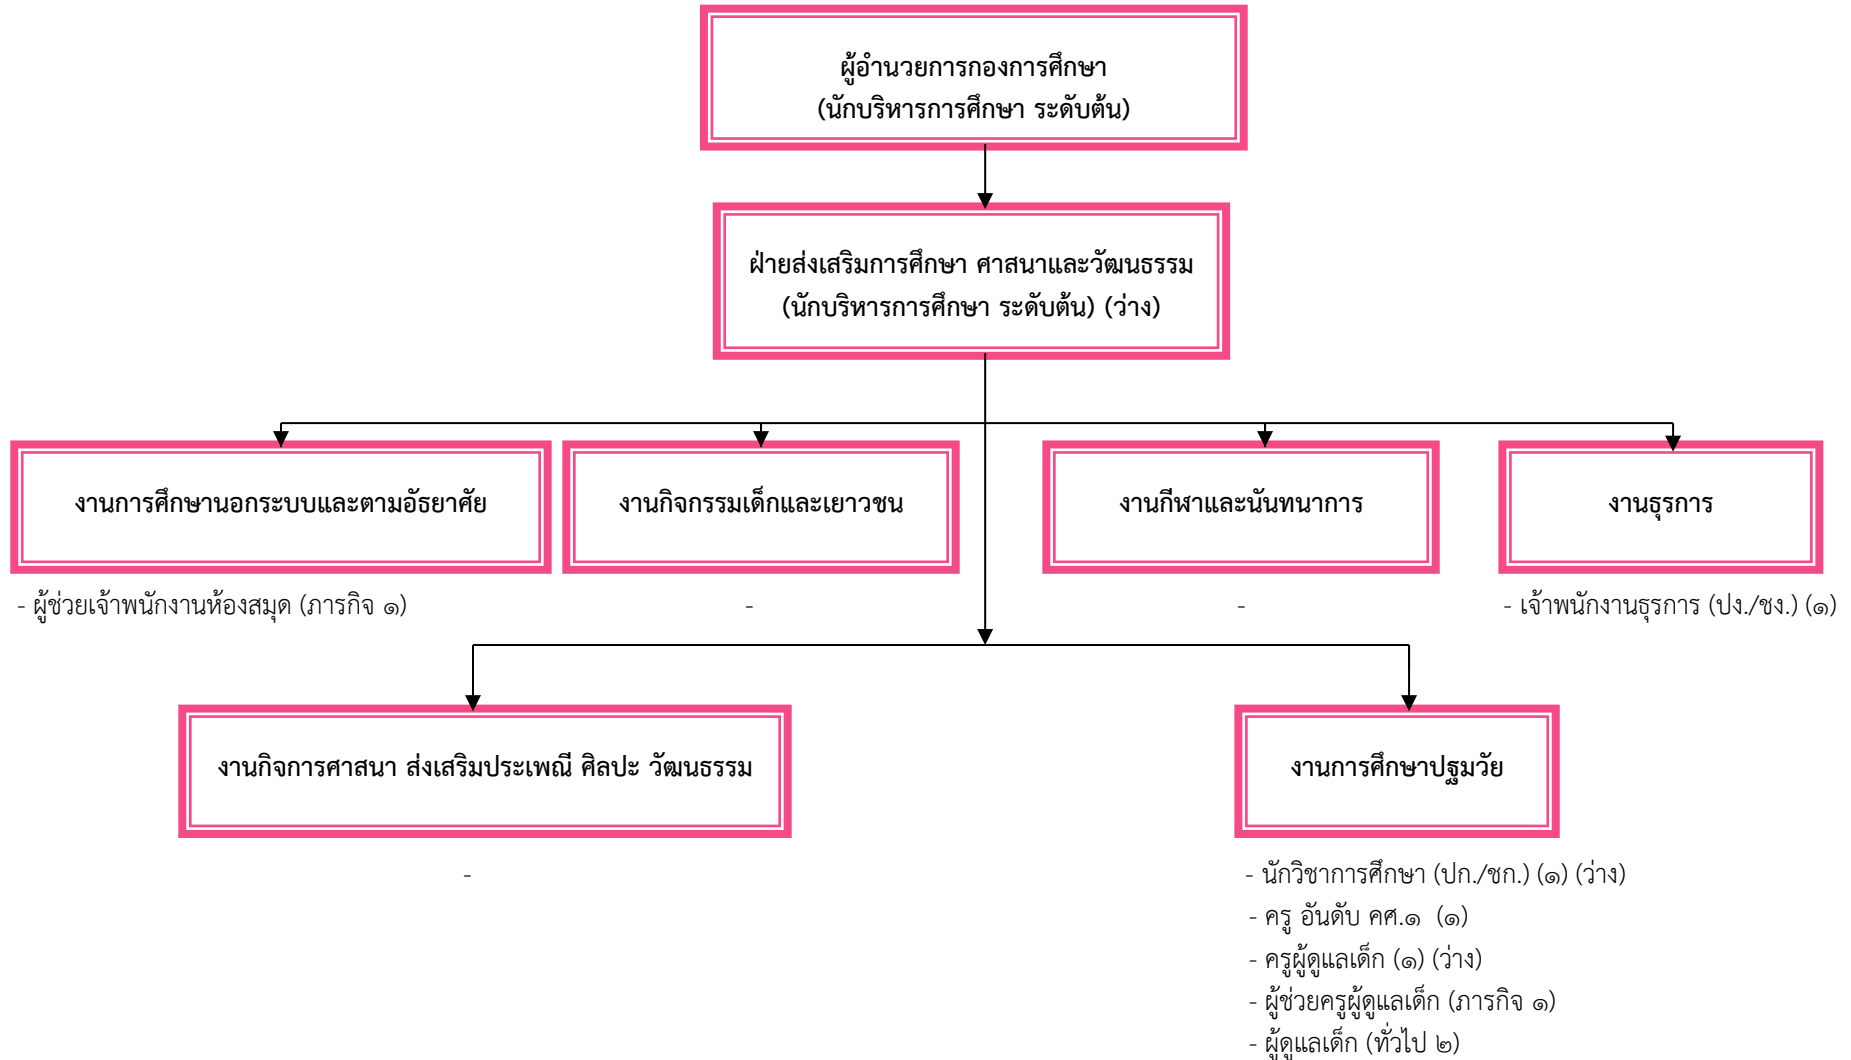 ผู้อำนวยการกองการศึกษา
(นักบริหารการศึกษา ระดับต้น)
ฝ่ายส่งเสริมการศึกษา ศาสนาและวัฒนธรรม
(นักบริหารการศึกษา ระดับต้น) (ว่าง)
งานการศึกษานอกระบบและตามอัธยาศัย
งานกิจกรรมเด็กและเยาวชน
งานกีฬาและนันทนาการ
งานธุรการ
- ผู้ช่วยเจ้าพนักงานห้องสมุด (ภารกิจ ๑)
-
-
- เจ้าพนักงานธุรการ (ปง./ชง.) (๑)
งานกิจการศาสนา ส่งเสริมประเพณี ศิลปะ วัฒนธรรม
งานการศึกษาปฐมวัย
-
- นักวิชาการศึกษา (ปก./ชก.) (๑) (ว่าง)
- ครู อันดับ คศ.๑ (๑)
- ครูผู้ดูแลเด็ก (๑) (ว่าง)
- ผู้ช่วยครูผู้ดูแลเด็ก (ภารกิจ ๑)
- ผู้ดูแลเด็ก (ทั่วไป ๒)